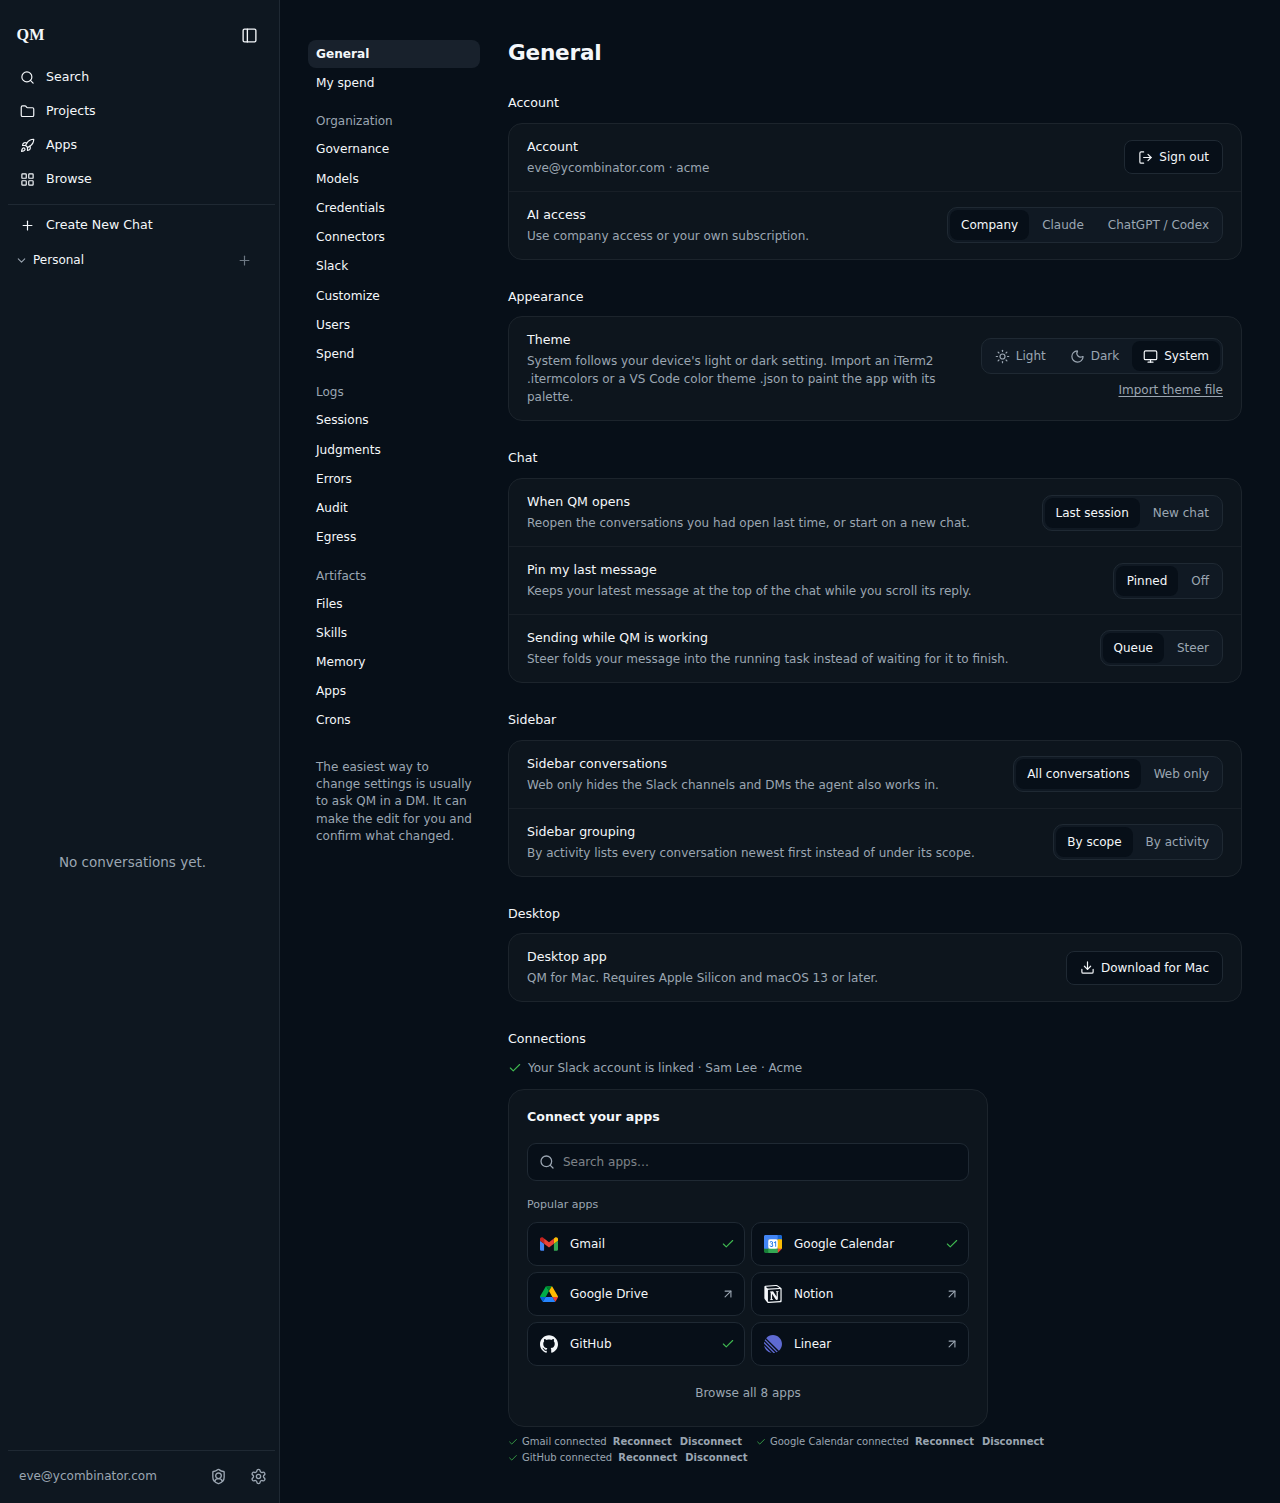 QM
Search
Projects
Apps
Browse
Create New Chat
Personal
No conversations yet.
eve@ycombinator.com
General
My spend
Organization
Governance
Models
Credentials
Connectors
Slack
Customize
Users
Spend
Logs
Sessions
Judgments
Errors
Audit
Egress
Artifacts
Files
Skills
Memory
Apps
Crons
The easiest way to
change settings is usually
to ask QM in a DM. It can
make the edit for you and
confirm what changed.
General
Account
Account
eve@ycombinator.com · acme
Sign out
AI access
Use company access or your own subscription.
Company Claude ChatGPT / Codex
Appearance
Theme
System follows your device's light or dark setting. Import an iTerm2
.itermcolors or a VS Code color theme .json to paint the app with its
palette.
Light Dark System
Import theme file
Chat
When QM opens
Reopen the conversations you had open last time, or start on a new chat.
Last session New chat
Pin my last message
Keeps your latest message at the top of the chat while you scroll its reply.
Pinned Off
Sending while QM is working
Steer folds your message into the running task instead of waiting for it to finish.
Queue Steer
Sidebar
Sidebar conversations
Web only hides the Slack channels and DMs the agent also works in.
All conversations Web only
Sidebar grouping
By activity lists every conversation newest first instead of under its scope.
By scope By activity
Desktop
Desktop app
QM for Mac. Requires Apple Silicon and macOS 13 or later.
Download for Mac
Connections
Your Slack account is linked · Sam Lee · Acme
Connect your apps
Search apps...
Popular apps
Gmail
31
Google Calendar
Google Drive
Notion
GitHub
Linear
Browse all 8 apps
Gmail connected Reconnect Disconnect Google Calendar connected Reconnect Disconnect
GitHub connected Reconnect Disconnect